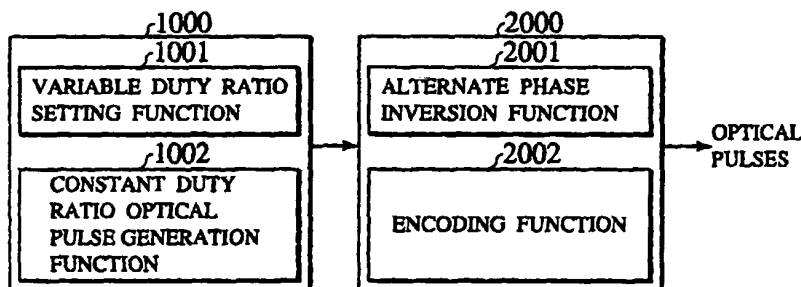 1000
1001
VARIABLE DUTY RATIO
SETTING FUNCTION
1002
CONSTANT DUTY
RATIO OPTICAL
PULSE GENERATION
FUNCTION
2000
2001
ALTERNATE PHASE
INVERSION FUNCTION
2002
ENCODING FUNCTION
OPTICAL
PULSES